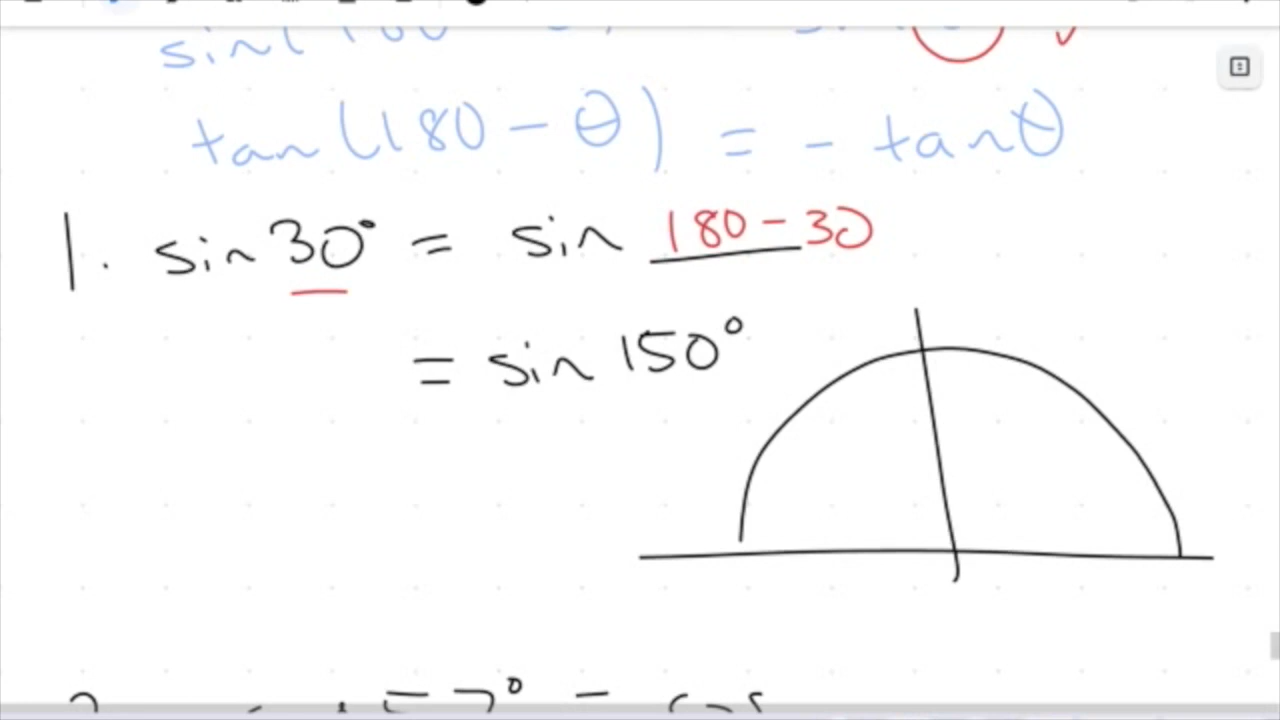 tan(180 - θ) = - tanθ
1. sin 30° = sin 180 - 30
= sin 150°